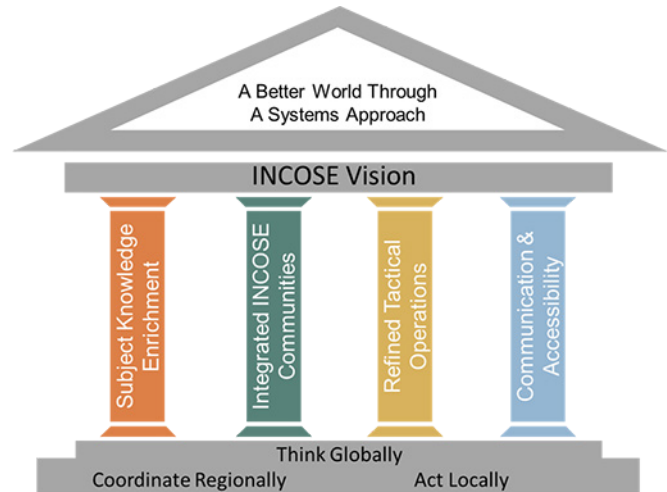 A Better World Through
A Systems Approach
INCOSE Vision
Subject Knowledge
Enrichment
Integrated INCOSE
Communities
Refined Tactical
Operations
Communication &
Accessibility
Think Globally
Coordinate Regionally
Act Locally